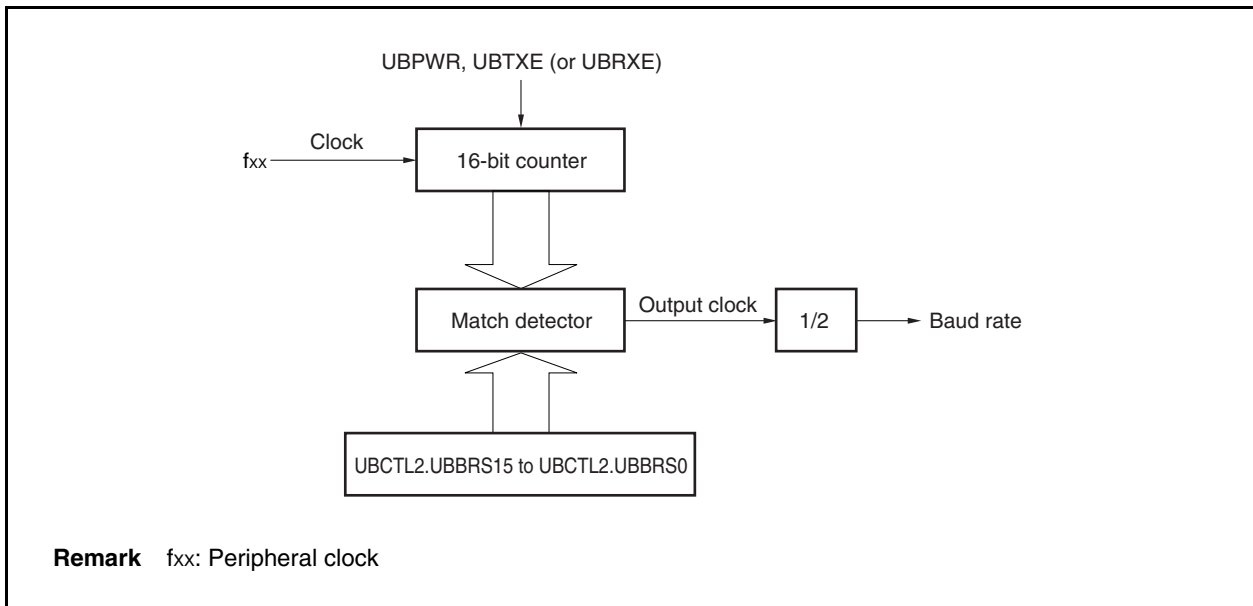 UBPWR, UBTXE (or UBRXE)
Clock
fxx
16-bit counter
Match detector
Output clock
1/2
Baud rate
UBCTL2.UBBRS15 to UBCTL2.UBBRS0
Remark fxx: Peripheral clock